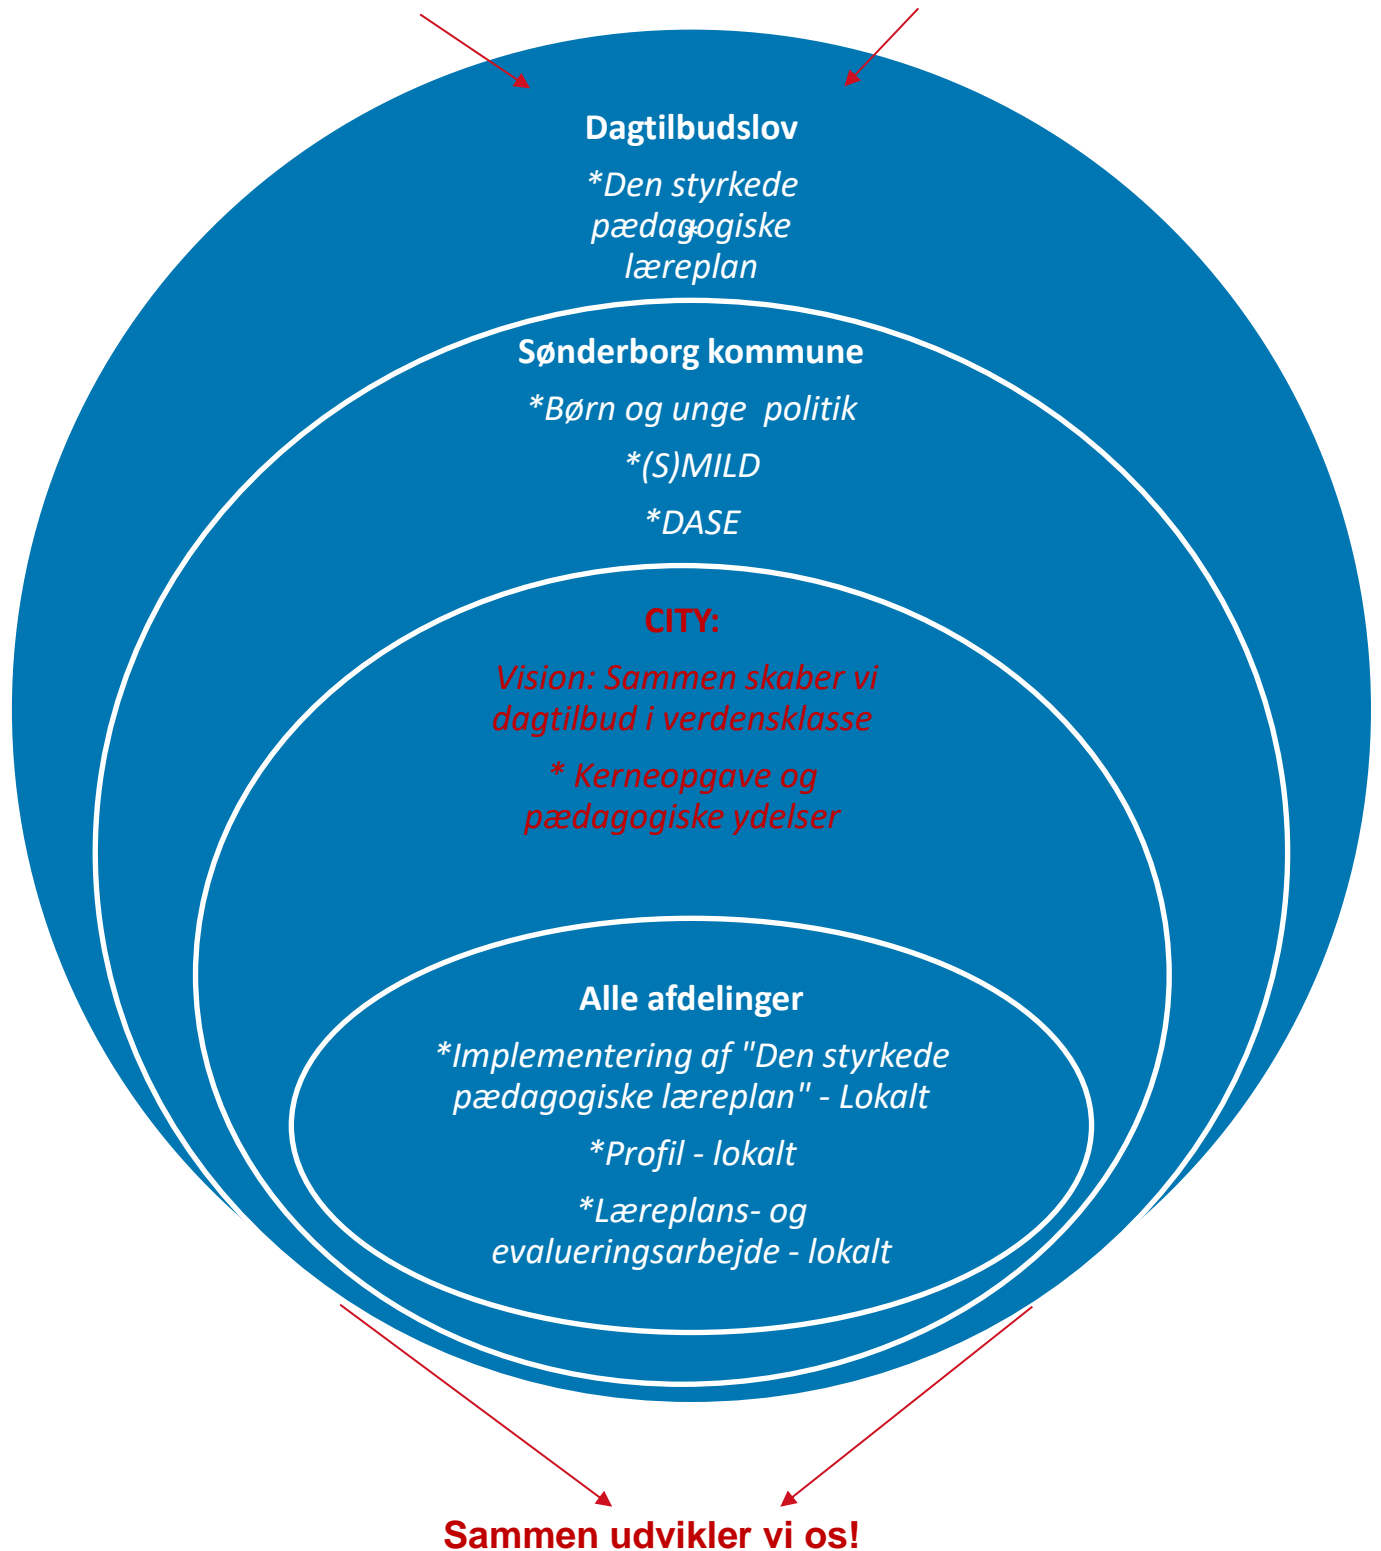 Dagtilbudslov
*Den styrkede
pædagogiske
*
læreplan
Sønderborg kommune
*Børn og unge  politik
*(S)MILD
*DASE
CITY:
Vision: Sammen skaber vi
dagtilbud i verdensklasse
* Kerneopgave og
pædagogiske ydelser
Alle afdelinger
*Implementering af "Den styrkede
pædagogiske læreplan" - Lokalt
*Profil - lokalt
*Læreplans- og
evalueringsarbejde - lokalt
Sammen udvikler vi os!